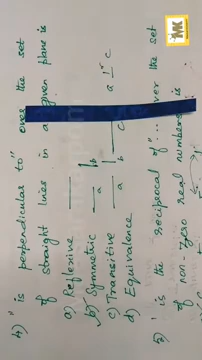 4) "is perpendicular to" over the set
of straight lines in a given plane is
a) Reflexive
b) Symmetric a b a c
c) Transitive a b c
d) Equivalence
5) "is the reciprocal of" .... over the set
of non-zero real numbers is
MK